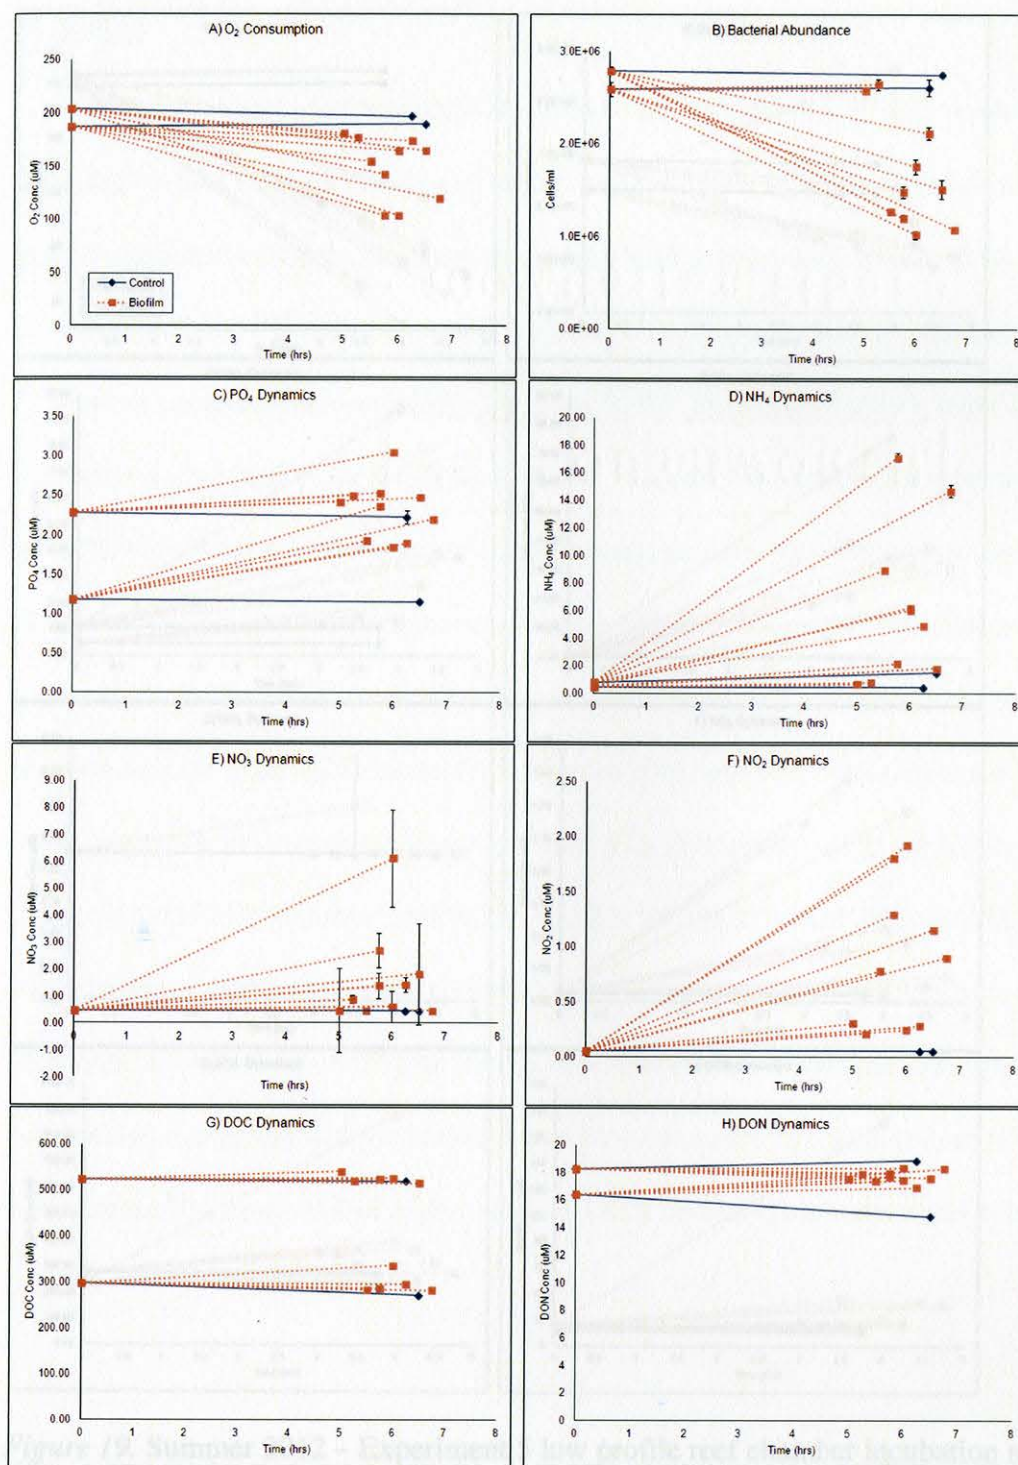 A) O₂ Consumption
250
200
150
100
50
0
O₂ Conc (uM)
Control
Biofilm
0 1 2 3 4 5 6 7 8
Time (hrs)
B) Bacterial Abundance
3.0E+06
2.0E+06
1.0E+06
0.0E+00
Cells/ml
0 1 2 3 4 5 6 7 8
Time (hrs)
C) PO₄ Dynamics
3.50
3.00
2.50
2.00
1.50
1.00
0.50
0.00
PO₄ Conc (uM)
0 1 2 3 4 5 6 7 8
Time (hrs)
D) NH₄ Dynamics
20.00
18.00
16.00
14.00
12.00
10.00
8.00
6.00
4.00
2.00
0.00
NH₄ Conc (uM)
0 1 2 3 4 5 6 7 8
Time (hrs)
E) NO₃ Dynamics
9.00
8.00
7.00
6.00
5.00
4.00
3.00
2.00
1.00
0.00
-1.00
-2.00
NO₃ Conc (uM)
0 1 2 3 4 5 6 7 8
Time (hrs)
F) NO₂ Dynamics
2.50
2.00
1.50
1.00
0.50
0.00
NO₂ Conc (uM)
0 1 2 3 4 5 6 7 8
Time (hrs)
G) DOC Dynamics
600.00
500.00
400.00
300.00
200.00
100.00
0.00
DOC Conc (uM)
0 1 2 3 4 5 6 7 8
Time (hrs)
H) DON Dynamics
20
18
16
14
12
10
8
6
4
2
0
DON Conc (uM)
0 1 2 3 4 5 6 7 8
Time (hrs)